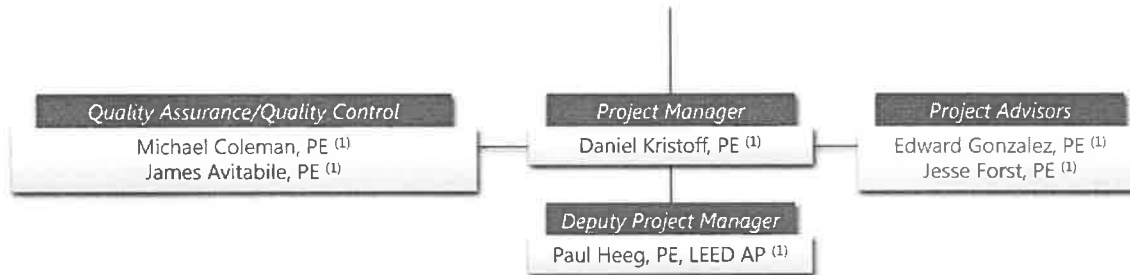 Quality Assurance/Quality Control
Michael Coleman, PE (1)
James Avitabile, PE (1)
Project Manager
Daniel Kristoff, PE (1)
Project Advisors
Edward Gonzalez, PE (1)
Jesse Forst, PE (1)
Deputy Project Manager
Paul Heeg, PE, LEED AP (1)